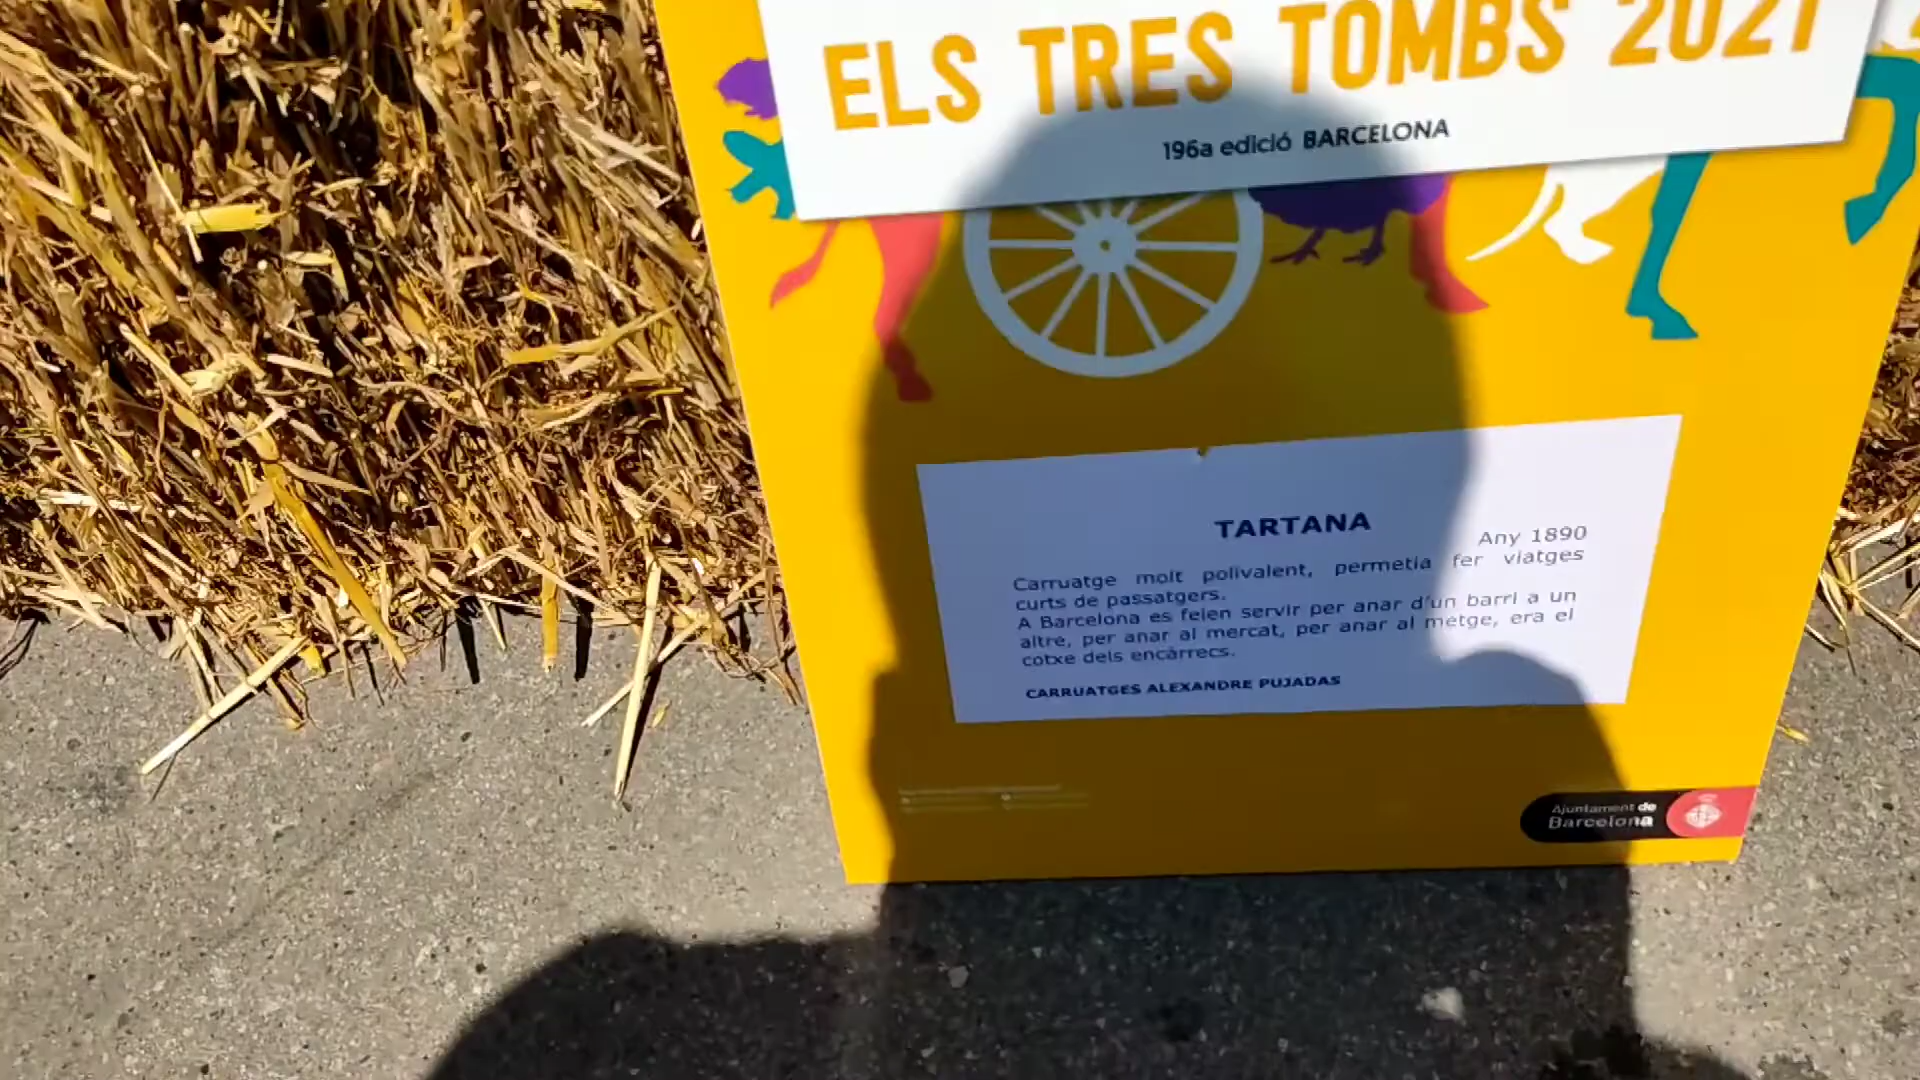 ELS TRES TOMBS 2021
196a edició BARCELONA
TARTANA
Any 1890
Carruatge molt polivalent, permetia fer viatges
curts de passatgers.
A Barcelona es feien servir per anar d'un barri a un
altre, per anar al mercat, per anar al metge, era el
cotxe dels encàrrecs.
CARRUATGES ALEXANDRE PUJADAS
Ajuntament de
Barcelona